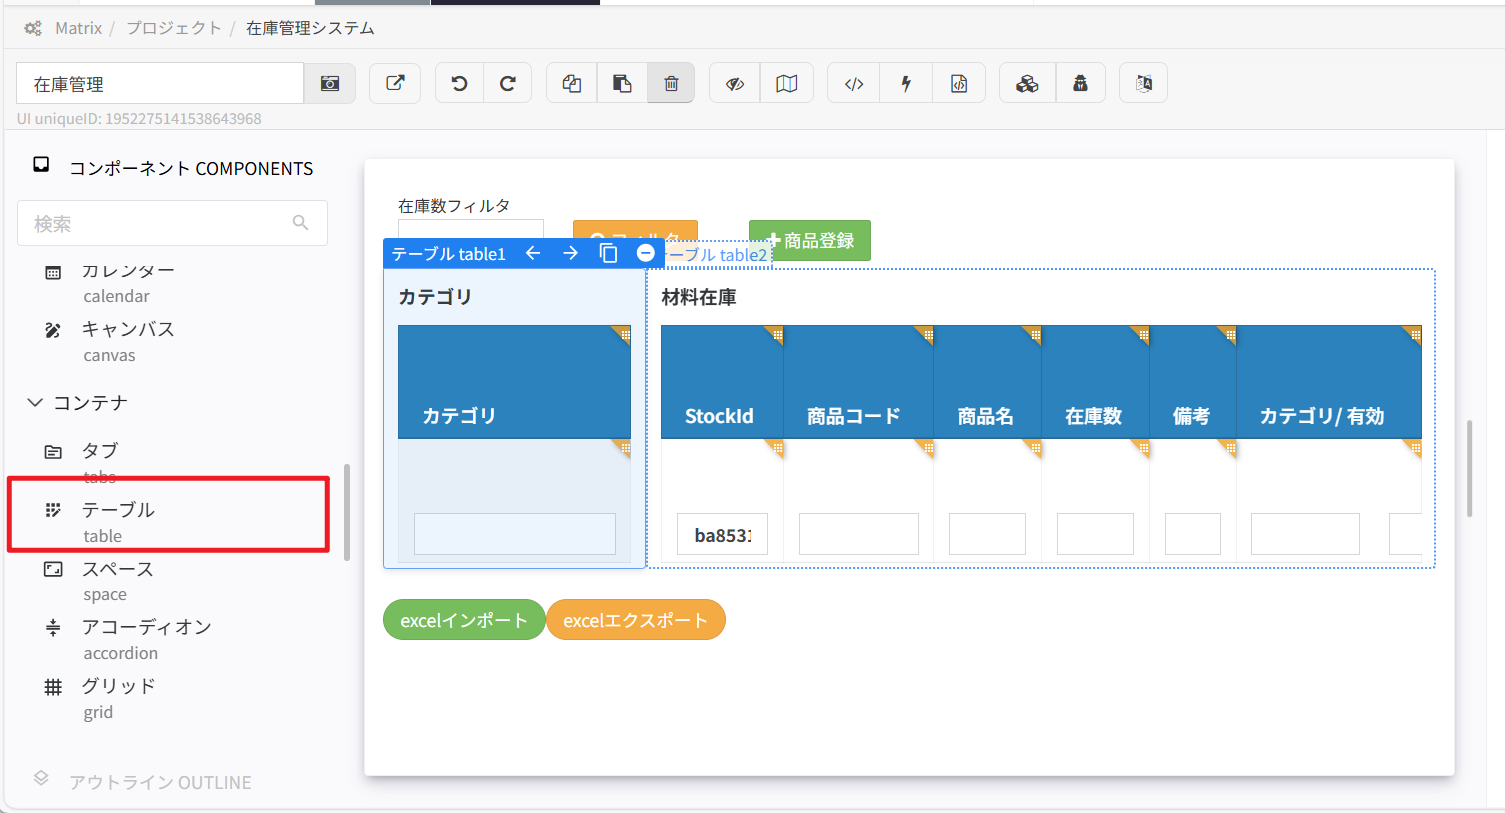 Matrix / プロジェクト / 在庫管理システム
在庫管理
UI uniqueID: 1952275141538643968
コンポーネント COMPONENTS
検索
カレンダー
calendar
キャンバス
canvas
コンテナ
タブ
tabs
テーブル
table
スペース
space
アコーディオン
accordion
グリッド
grid
アウトライン OUTLINE
在庫数フィルタ
フィルタ
商品登録
テーブル table1
ーブル table2
カテゴリ
材料在庫
カテゴリ
StockId
商品コード
商品名
在庫数
備考
カテゴリ/ 有効
ba8531
excelインポート
excelエクスポート